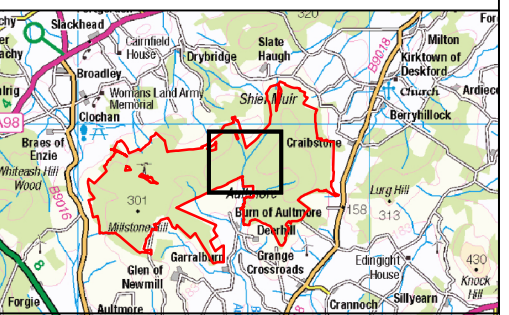 Slackhead
320
achy
Cairnfield
House
Slate
Haugh
Drybridge
B9018
Milton
Kirktown of
Deskford
Broadley
Church
Womans Land Army
Memorial
Shiel Muir
A98
Clochan
Berryhillock
Braes of
Enzie
Craibstone
Whiteash Hill
Wood
B9016
301
Aultmore
Lurg Hill
313
158
Millstone Hill
Burn of Aultmore
Deerhill
Garralburn
Grange
Crossroads
Edingight
House
430
Knock
Hill
Glen of
Newmill
Forgie
Aultmore
Crannoch
Sillyearn